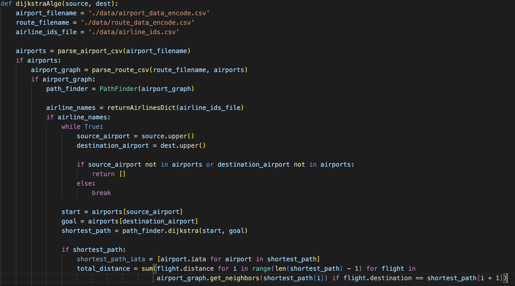 def dijkstraAlgo(source, dest):
    airport_filename = './data/airport_data_encode.csv'
    route_filename = './data/route_data_encode.csv'
    airline_ids_file = './data/airline_ids.csv'

    airports = parse_airport_csv(airport_filename)
    if airports:
        airport_graph = parse_route_csv(route_filename, airports)
        if airport_graph:
            path_finder = PathFinder(airport_graph)

            airline_names = returnAirlinesDict(airline_ids_file)
            if airline_names:
                while True:
                    source_airport = source.upper()
                    destination_airport = dest.upper()

                    if source_airport not in airports or destination_airport not in airports:
                        return []
                    else:
                        break

                start = airports[source_airport]
                goal = airports[destination_airport]
                shortest_path = path_finder.dijkstra(start, goal)

                if shortest_path:
                    shortest_path_iata = [airport.iata for airport in shortest_path]
                    total_distance = sum(flight.distance for i in range(len(shortest_path) - 1) for flight in
                                         airport_graph.get_neighbors(shortest_path[i]) if flight.destination == shortest_path[i + 1])